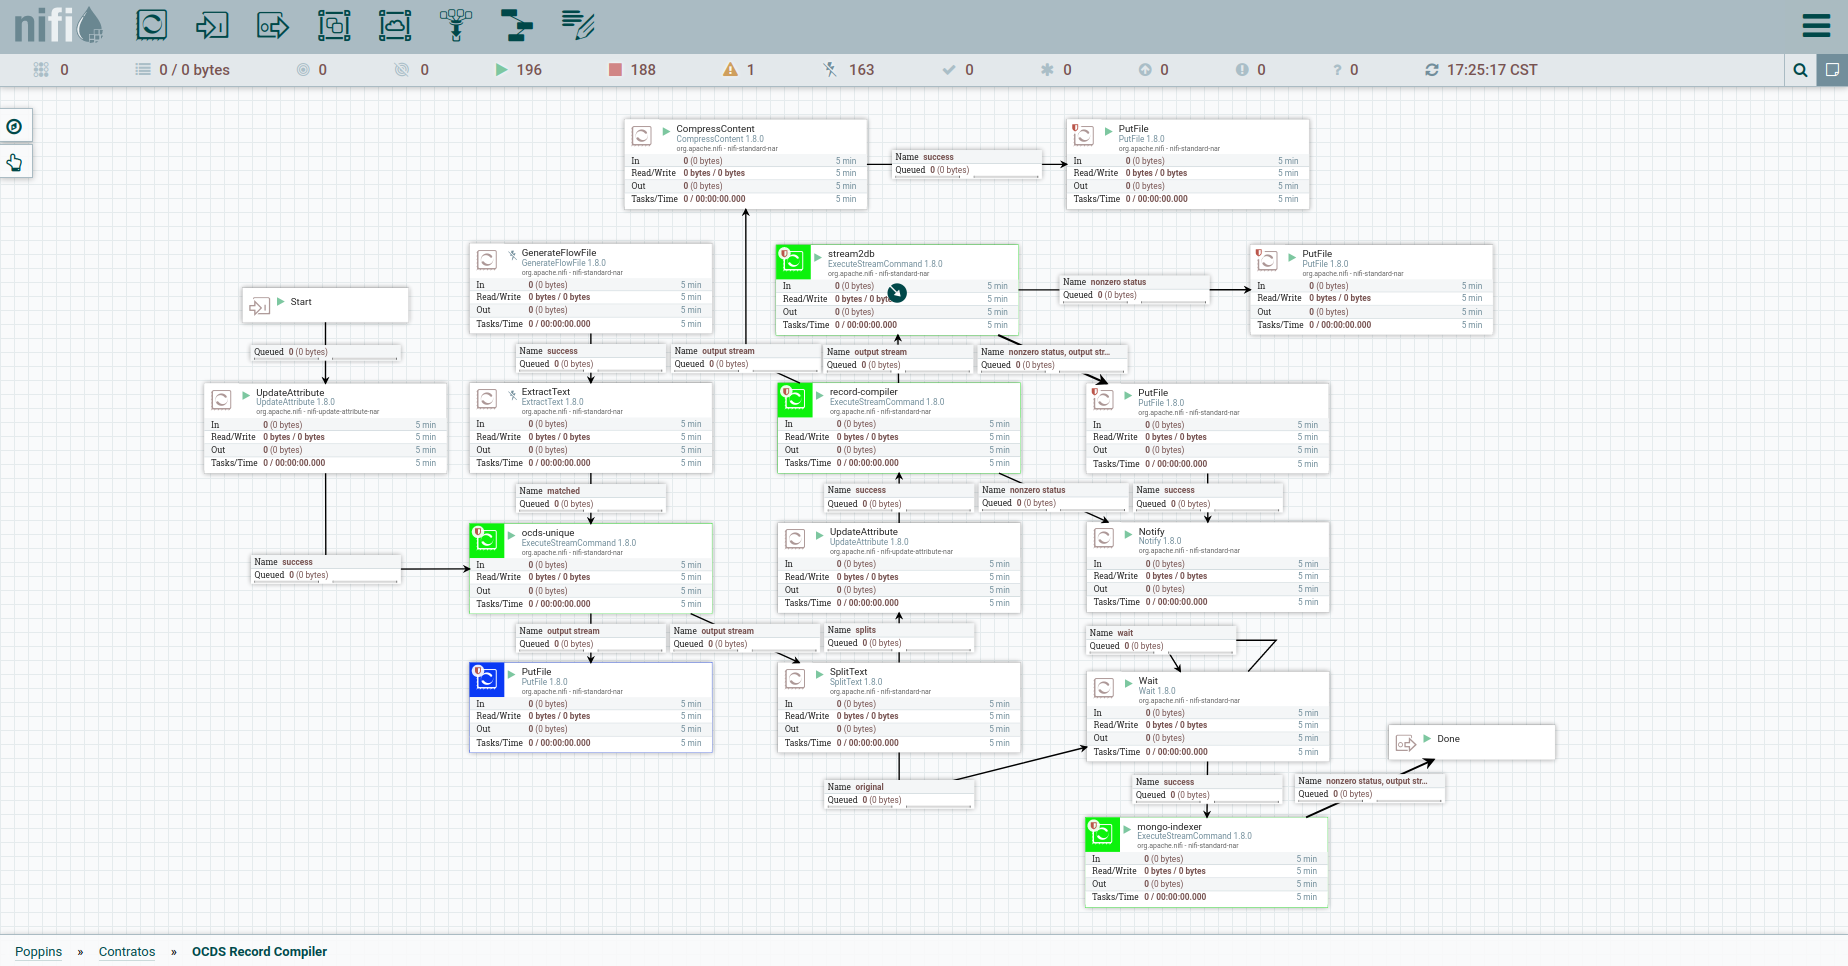 nifi
0
0 / 0 bytes
0
0
196
188
1
163
0
0
0
0
? 0
17:25:17 CST
CompressContent
CompressContent 1.8.0
org.apache.nifi - nifi-standard-nar
In 0 (0 bytes) 5 min
Read/Write 0 bytes / 0 bytes 5 min
Out 0 (0 bytes) 5 min
Tasks/Time 0 / 00:00:00.000 5 min
Name success
Queued 0 (0 bytes)
PutFile
PutFile 1.8.0
org.apache.nifi - nifi-standard-nar
In 0 (0 bytes) 5 min
Read/Write 0 bytes / 0 bytes 5 min
Out 0 (0 bytes) 5 min
Tasks/Time 0 / 00:00:00.000 5 min
GenerateFlowFile
GenerateFlowFile 1.8.0
org.apache.nifi - nifi-standard-nar
In 0 (0 bytes) 5 min
Read/Write 0 bytes / 0 bytes 5 min
Out 0 (0 bytes) 5 min
Tasks/Time 0 / 00:00:00.000 5 min
stream2db
ExecuteStreamCommand 1.8.0
org.apache.nifi - nifi-standard-nar
In 0 (0 bytes) 5 min
Read/Write 0 bytes / 0 byte 5 min
Out 0 (0 bytes) 5 min
Tasks/Time 0 / 00:00:00.000 5 min
Name nonzero status
Queued 0 (0 bytes)
PutFile
PutFile 1.8.0
org.apache.nifi - nifi-standard-nar
In 0 (0 bytes) 5 min
Read/Write 0 bytes / 0 bytes 5 min
Out 0 (0 bytes) 5 min
Tasks/Time 0 / 00:00:00.000 5 min
Start
Queued 0 (0 bytes)
Name success
Queued 0 (0 bytes)
Name output stream
Queued 0 (0 bytes)
Name output stream
Queued 0 (0 bytes)
Name nonzero status, output str...
Queued 0 (0 bytes)
UpdateAttribute
UpdateAttribute 1.8.0
org.apache.nifi - nifi-update-attribute-nar
In 0 (0 bytes) 5 min
Read/Write 0 bytes / 0 bytes 5 min
Out 0 (0 bytes) 5 min
Tasks/Time 0 / 00:00:00.000 5 min
ExtractText
ExtractText 1.8.0
org.apache.nifi - nifi-standard-nar
In 0 (0 bytes) 5 min
Read/Write 0 bytes / 0 bytes 5 min
Out 0 (0 bytes) 5 min
Tasks/Time 0 / 00:00:00.000 5 min
record-compiler
ExecuteStreamCommand 1.8.0
org.apache.nifi - nifi-standard-nar
In 0 (0 bytes) 5 min
Read/Write 0 bytes / 0 bytes 5 min
Out 0 (0 bytes) 5 min
Tasks/Time 0 / 00:00:00.000 5 min
PutFile
PutFile 1.8.0
org.apache.nifi - nifi-standard-nar
In 0 (0 bytes) 5 min
Read/Write 0 bytes / 0 bytes 5 min
Out 0 (0 bytes) 5 min
Tasks/Time 0 / 00:00:00.000 5 min
Name matched
Queued 0 (0 bytes)
Name success
Queued 0 (0 bytes)
Name nonzero status
Queued 0 (0 bytes)
Name success
Queued 0 (0 bytes)
Name success
Queued 0 (0 bytes)
ocds-unique
ExecuteStreamCommand 1.8.0
org.apache.nifi - nifi-standard-nar
In 0 (0 bytes) 5 min
Read/Write 0 bytes / 0 bytes 5 min
Out 0 (0 bytes) 5 min
Tasks/Time 0 / 00:00:00.000 5 min
UpdateAttribute
UpdateAttribute 1.8.0
org.apache.nifi - nifi-update-attribute-nar
In 0 (0 bytes) 5 min
Read/Write 0 bytes / 0 bytes 5 min
Out 0 (0 bytes) 5 min
Tasks/Time 0 / 00:00:00.000 5 min
Notify
Notify 1.8.0
org.apache.nifi - nifi-standard-nar
In 0 (0 bytes) 5 min
Read/Write 0 bytes / 0 bytes 5 min
Out 0 (0 bytes) 5 min
Tasks/Time 0 / 00:00:00.000 5 min
Name output stream
Queued 0 (0 bytes)
Name output stream
Queued 0 (0 bytes)
Name splits
Queued 0 (0 bytes)
Name wait
Queued 0 (0 bytes)
PutFile
PutFile 1.8.0
org.apache.nifi - nifi-standard-nar
In 0 (0 bytes) 5 min
Read/Write 0 bytes / 0 bytes 5 min
Out 0 (0 bytes) 5 min
Tasks/Time 0 / 00:00:00.000 5 min
SplitText
SplitText 1.8.0
org.apache.nifi - nifi-standard-nar
In 0 (0 bytes) 5 min
Read/Write 0 bytes / 0 bytes 5 min
Out 0 (0 bytes) 5 min
Tasks/Time 0 / 00:00:00.000 5 min
Wait
Wait 1.8.0
org.apache.nifi - nifi-standard-nar
In 0 (0 bytes) 5 min
Read/Write 0 bytes / 0 bytes 5 min
Out 0 (0 bytes) 5 min
Tasks/Time 0 / 00:00:00.000 5 min
Done
Name original
Queued 0 (0 bytes)
Name success
Queued 0 (0 bytes)
Name nonzero status, output str...
Queued 0 (0 bytes)
mongo-indexer
ExecuteStreamCommand 1.8.0
org.apache.nifi - nifi-standard-nar
In 0 (0 bytes) 5 min
Read/Write 0 bytes / 0 bytes 5 min
Out 0 (0 bytes) 5 min
Tasks/Time 0 / 00:00:00.000 5 min
Poppins » Contratos » OCDS Record Compiler